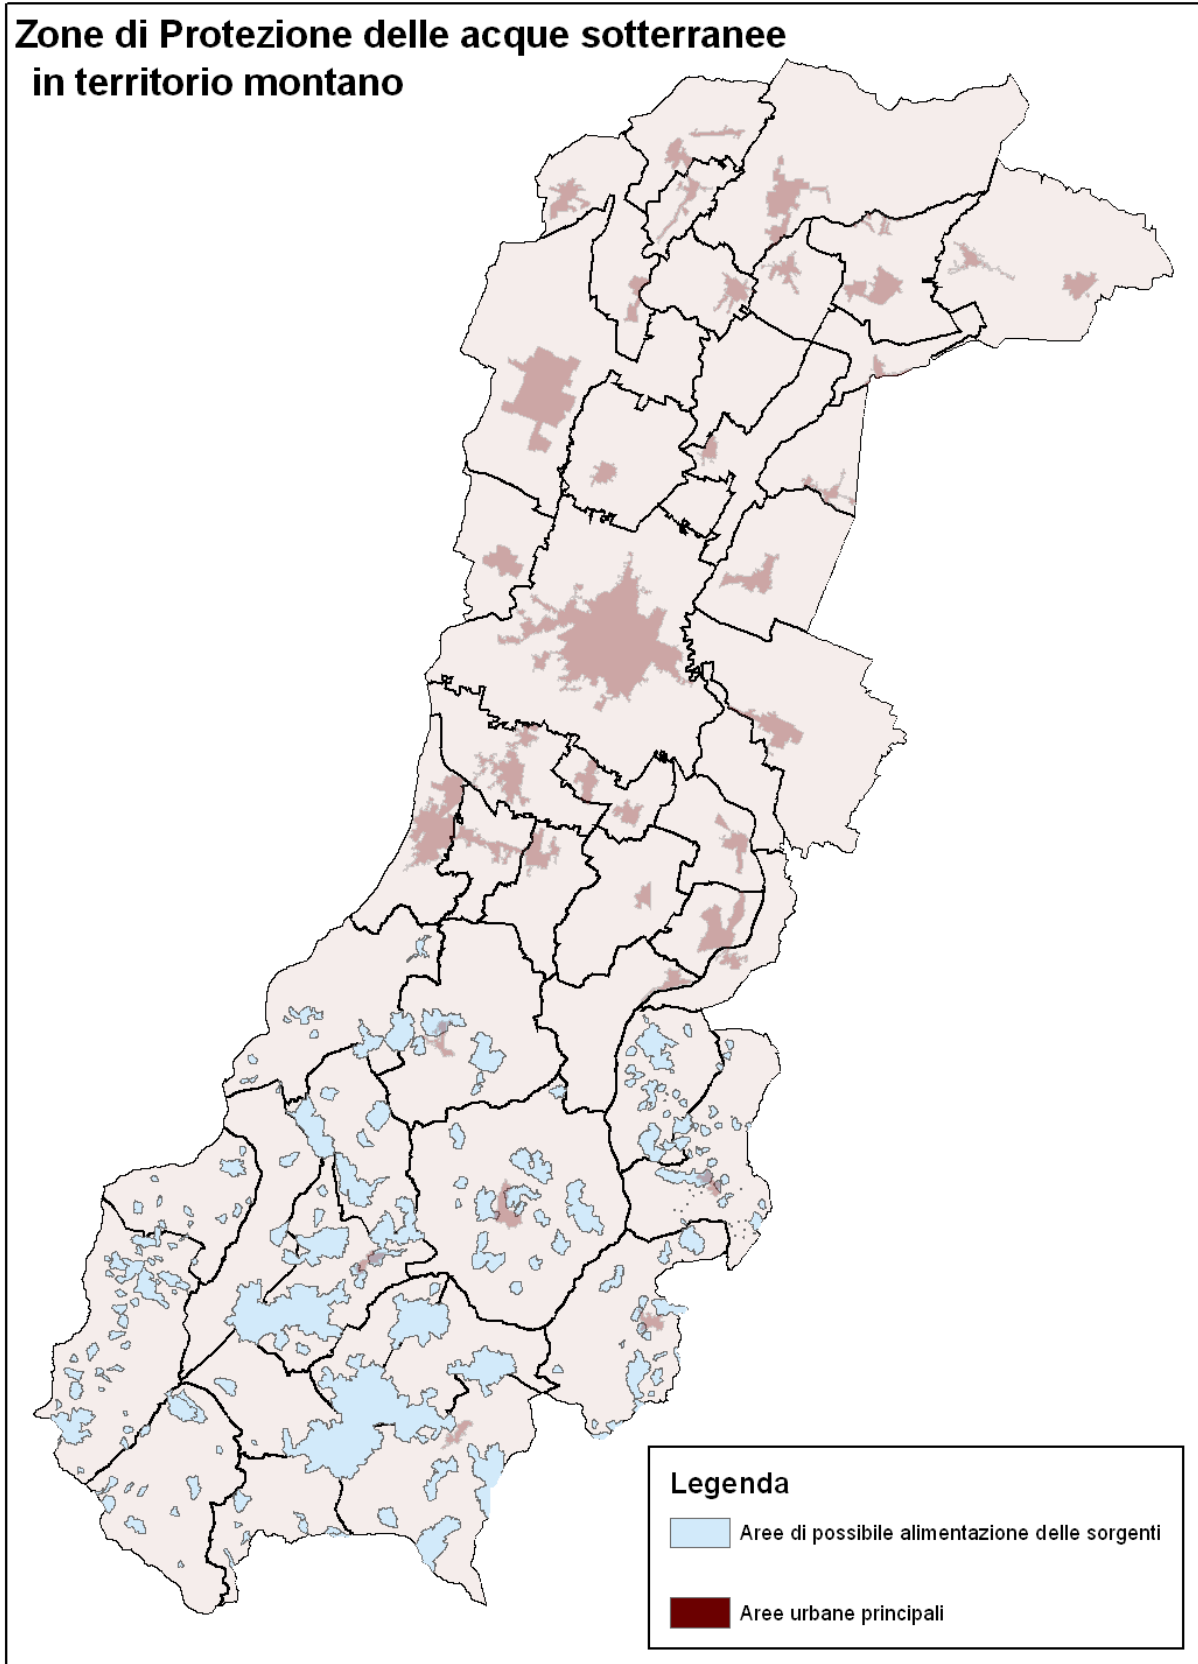 Zone di Protezione delle acque sotterranee
in territorio montano
Legenda
Aree di possibile alimentazione delle sorgenti
Aree urbane principali